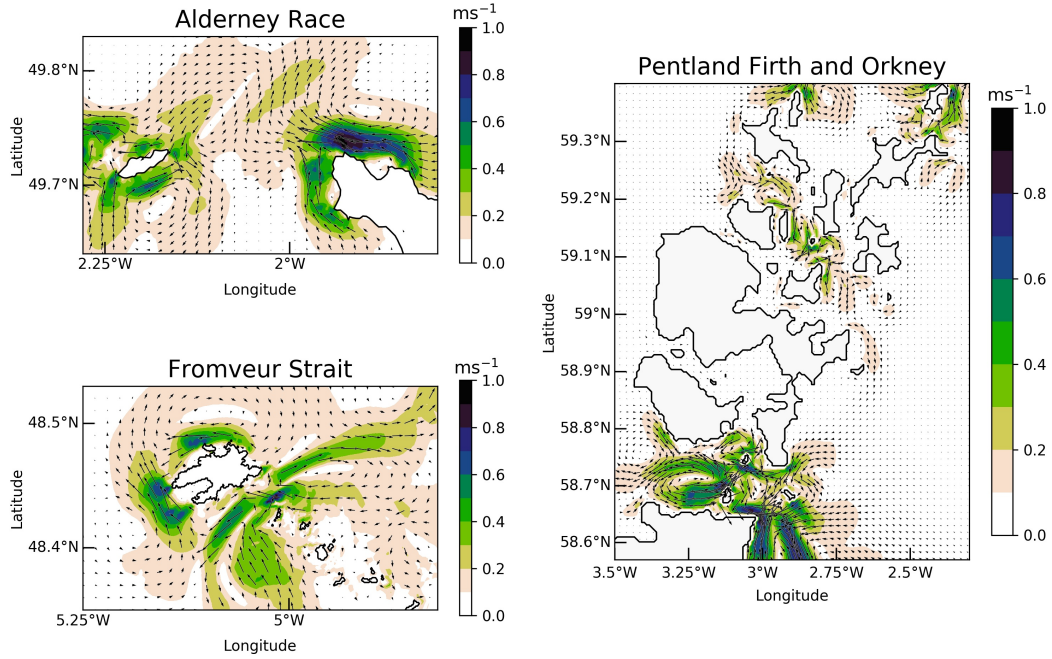 Alderney Race
ms⁻¹
1.0
0.8
0.6
0.4
0.2
0.0
49.8°N
49.7°N
Latitude
2.25°W
2°W
Longitude
Fromveur Strait
ms⁻¹
1.0
0.8
0.6
0.4
0.2
0.0
48.5°N
48.4°N
Latitude
5.25°W
5°W
Longitude
Pentland Firth and Orkney
ms⁻¹
1.0
0.8
0.6
0.4
0.2
0.0
59.3°N
59.2°N
59.1°N
59°N
58.9°N
58.8°N
58.7°N
58.6°N
Latitude
3.5°W
3.25°W
3°W
2.75°W
2.5°W
Longitude